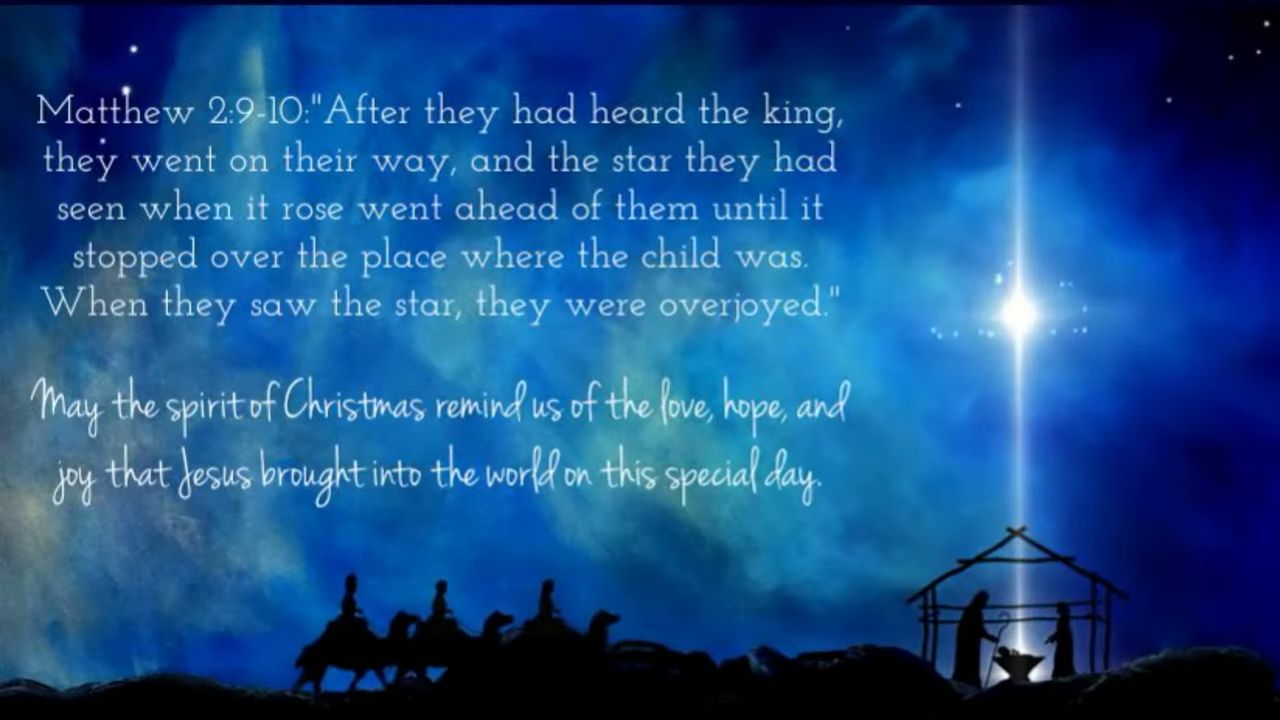 Matthew 2:9-10:"After they had heard the king,
they went on their way, and the star they had
seen when it rose went ahead of them until it
stopped over the place where the child was.
When they saw the star, they were overjoyed."
May the spirit of Christmas remind us of the love, hope, and
joy that Jesus brought into the world on this special day.